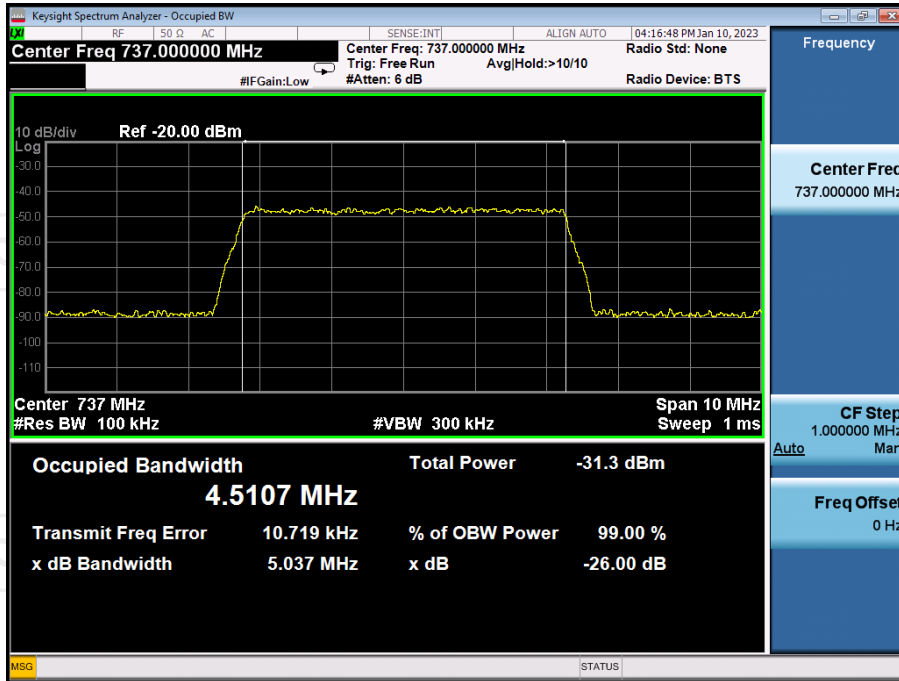 Keysight Spectrum Analyzer - Occupied BW
LXI RF 50 Ω AC SENSE:INT ALIGN AUTO 04:16:48 PM Jan 10, 2023
Center Freq 737.000000 MHz
Center Freq: 737.000000 MHz
Radio Std: None
Trig: Free Run Avg|Hold:>10/10
#IFGain:Low
#Atten: 6 dB
Radio Device: BTS
Frequency
10 dB/div Ref -20.00 dBm
Log
-30.0
-40.0
-50.0
-60.0
-70.0
-80.0
-90.0
-100
-110
Center 737 MHz Span 10 MHz
#Res BW 100 kHz #VBW 300 kHz Sweep 1 ms
Occupied Bandwidth Total Power -31.3 dBm
4.5107 MHz
Transmit Freq Error 10.719 kHz % of OBW Power 99.00 %
x dB Bandwidth 5.037 MHz x dB -26.00 dB
Center Freq
737.000000 MHz
CF Step
1.000000 MHz
Auto Man
Freq Offset
0 Hz
MSG STATUS